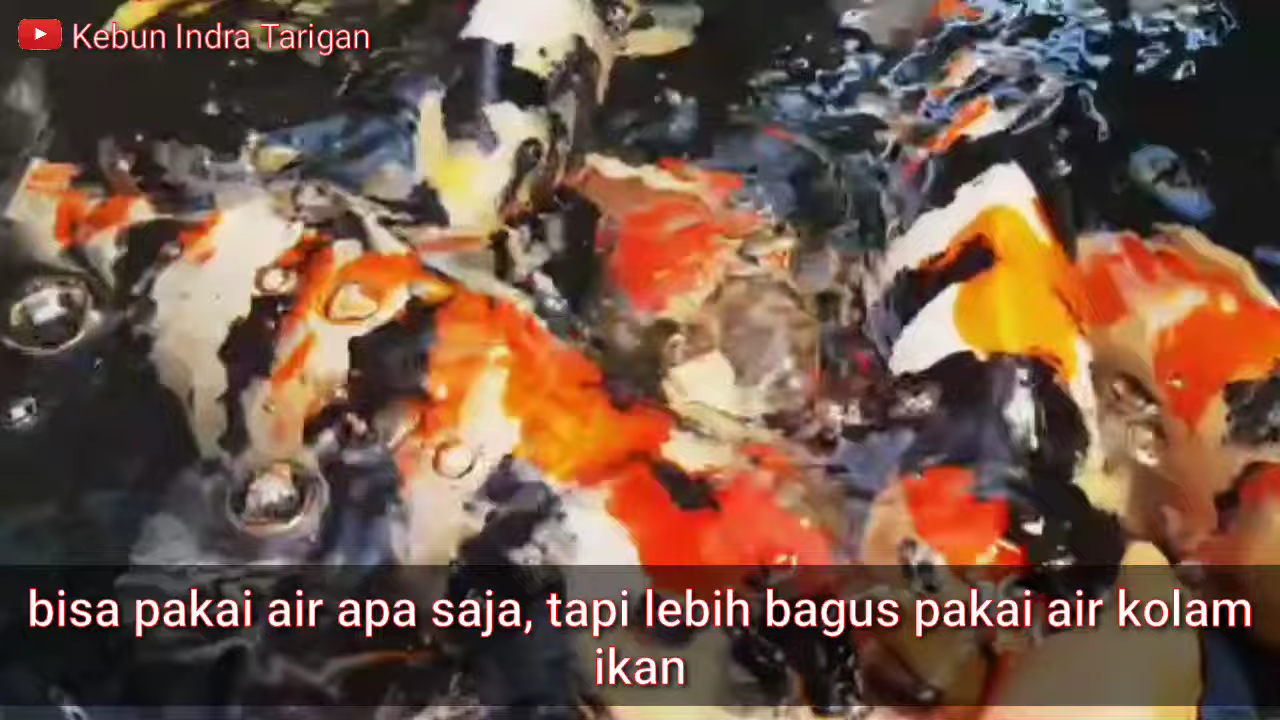 Kebun Indra Tarigan
bisa pakai air apa saja, tapi lebih bagus pakai air kolam
ikan